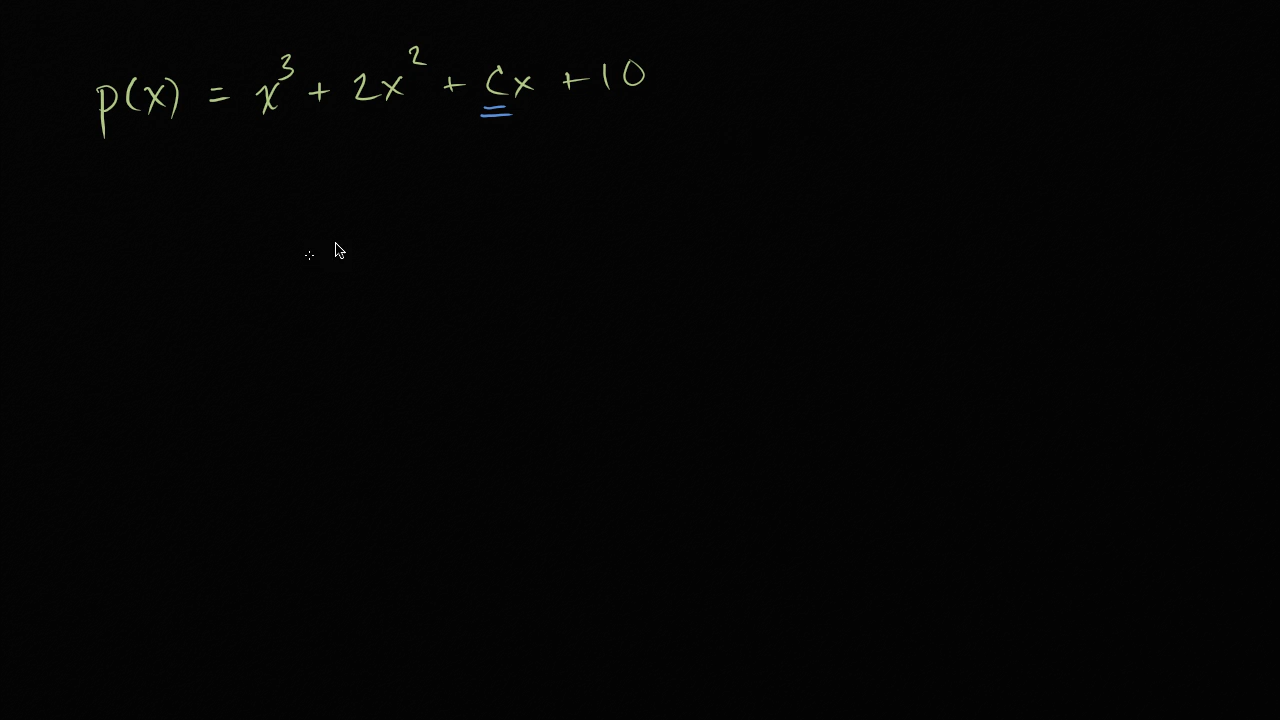 p(x) = x³ + 2x² + cx + 10